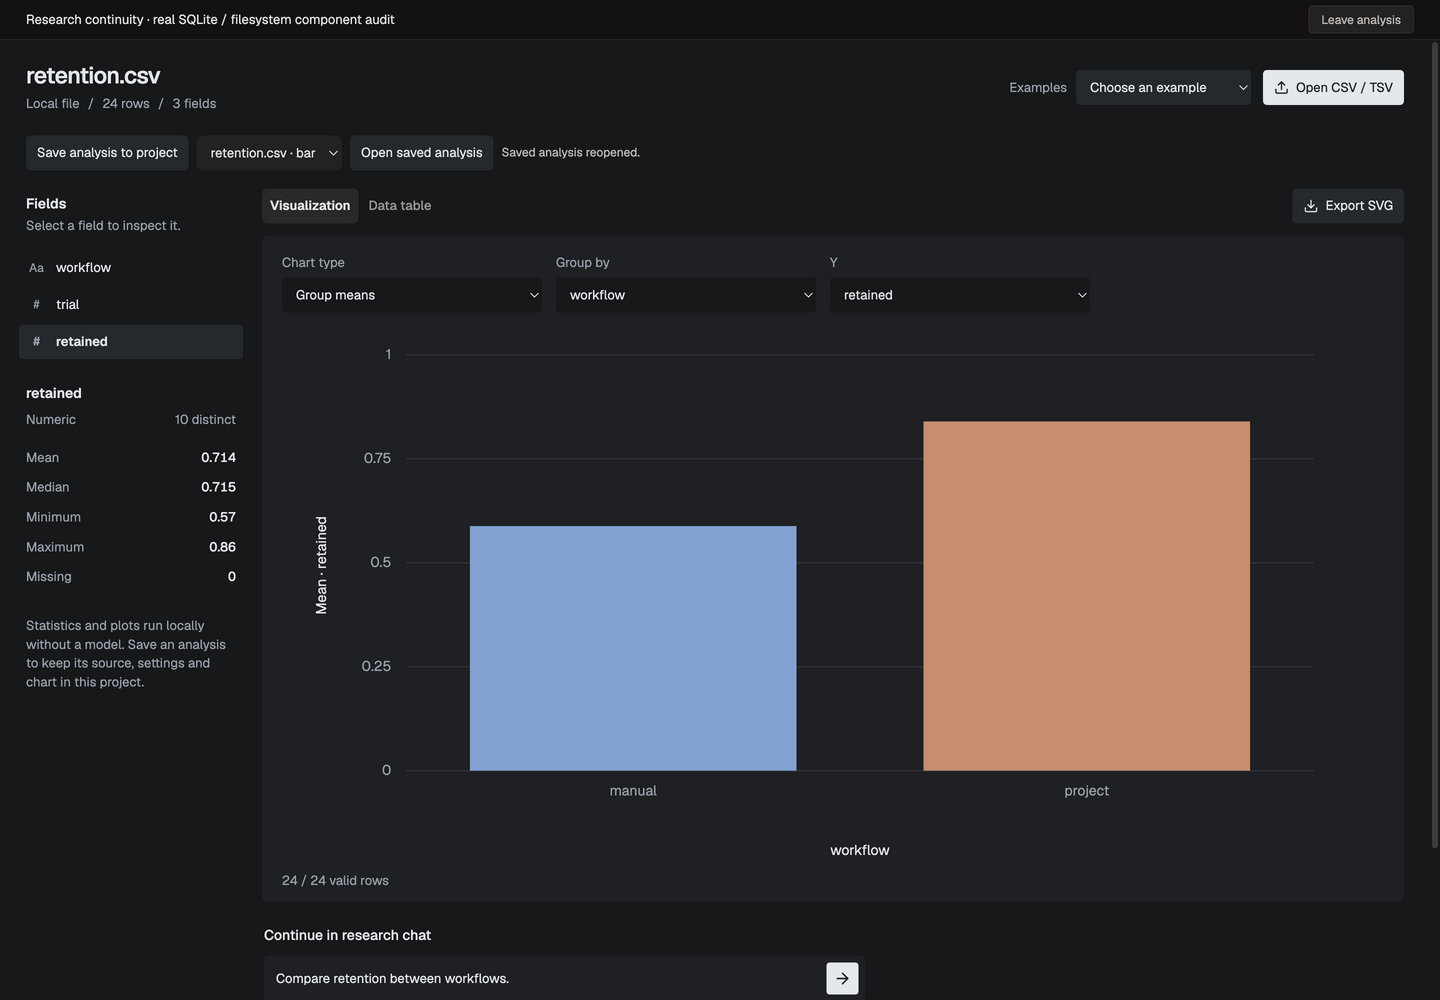 Research continuity · real SQLite / filesystem component audit
Leave analysis
retention.csv
Local file / 24 rows / 3 fields
Examples
Choose an example
Open CSV / TSV
Save analysis to project
retention.csv · bar
Open saved analysis
Saved analysis reopened.
Fields
Select a field to inspect it.
Aa workflow
# trial
# retained
retained
Numeric 10 distinct
Mean 0.714
Median 0.715
Minimum 0.57
Maximum 0.86
Missing 0
Statistics and plots run locally
without a model. Save an analysis
to keep its source, settings and
chart in this project.
Visualization
Data table
Export SVG
Chart type
Group means
Group by
workflow
Y
retained
1
0.75
0.5
0.25
0
Mean · retained
manual
project
workflow
24 / 24 valid rows
Continue in research chat
Compare retention between workflows.